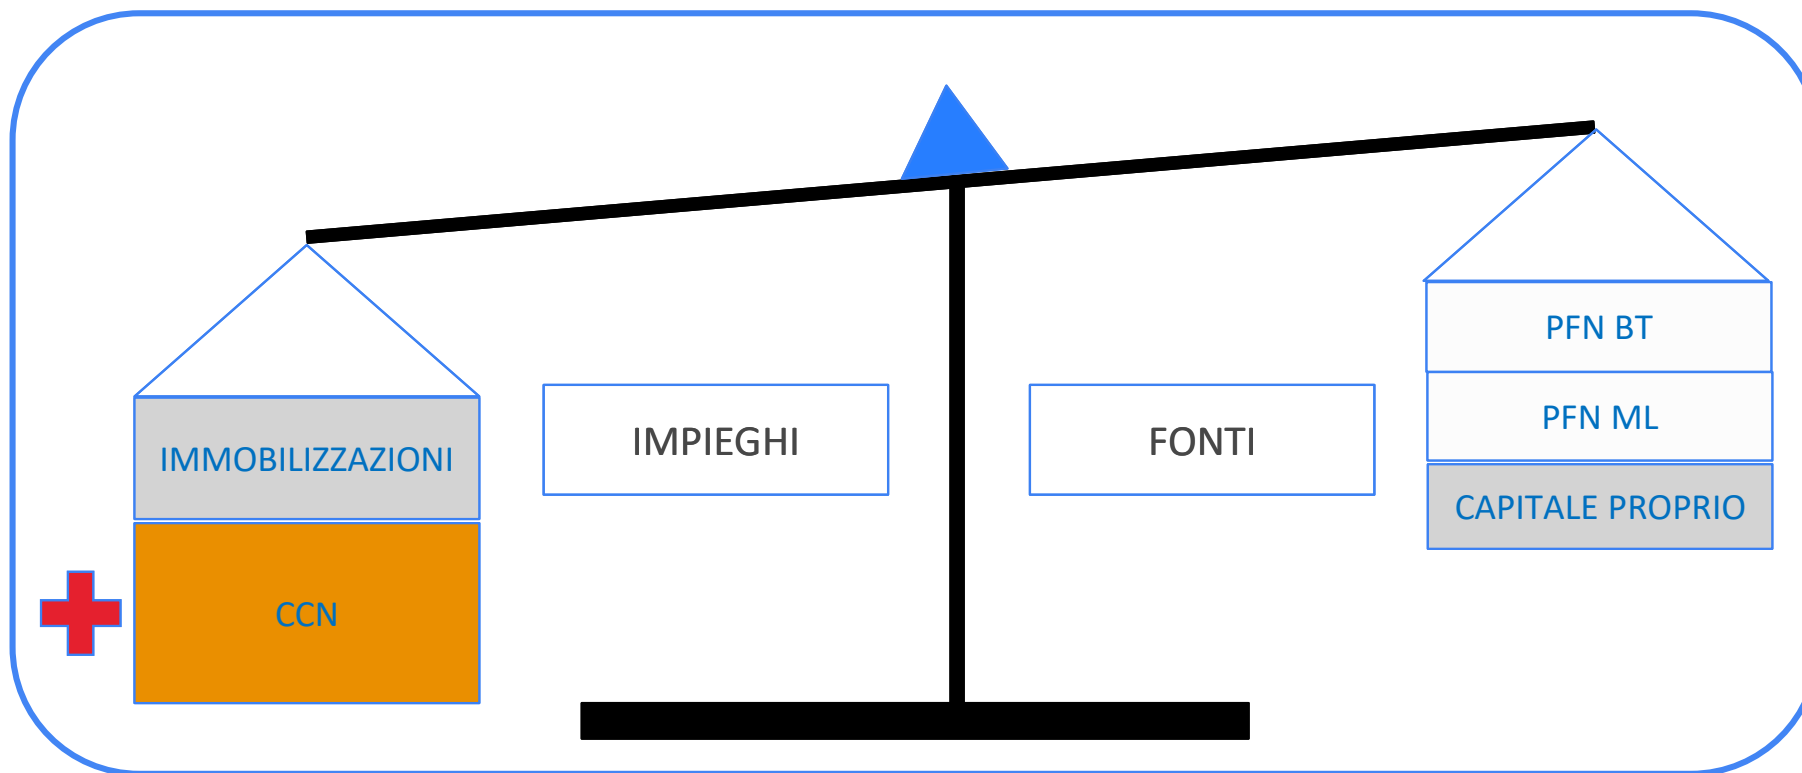 PFN BT
PFN ML
IMPIEGHI
FONTI
IMMOBILIZZAZIONI
CAPITALE PROPRIO
CCN